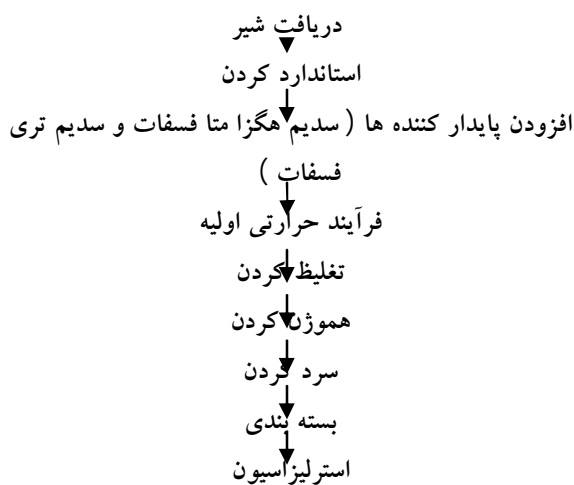 دریافت شیر
استاندارد کردن
افزودن پایدار کننده ها ( سدیم هگزا متا فسفات و سدیم تری
فسفات )
فرآیند حرارتی اولیه
تغلیظ کردن
هموژن کردن
سرد کردن
بسته بندی
استرلیزاسیون